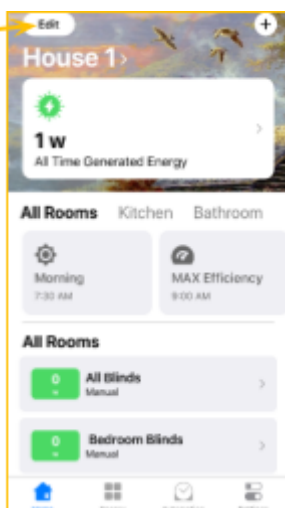 Edit
+
House 1 >
1 w
All Time Generated Energy
All Rooms Kitchen Bathroom
Morning MAX Efficiency
7:30 AM 9:00 AM
All Rooms
0 All Blinds
Manual
0 Bedroom Blinds
Manual